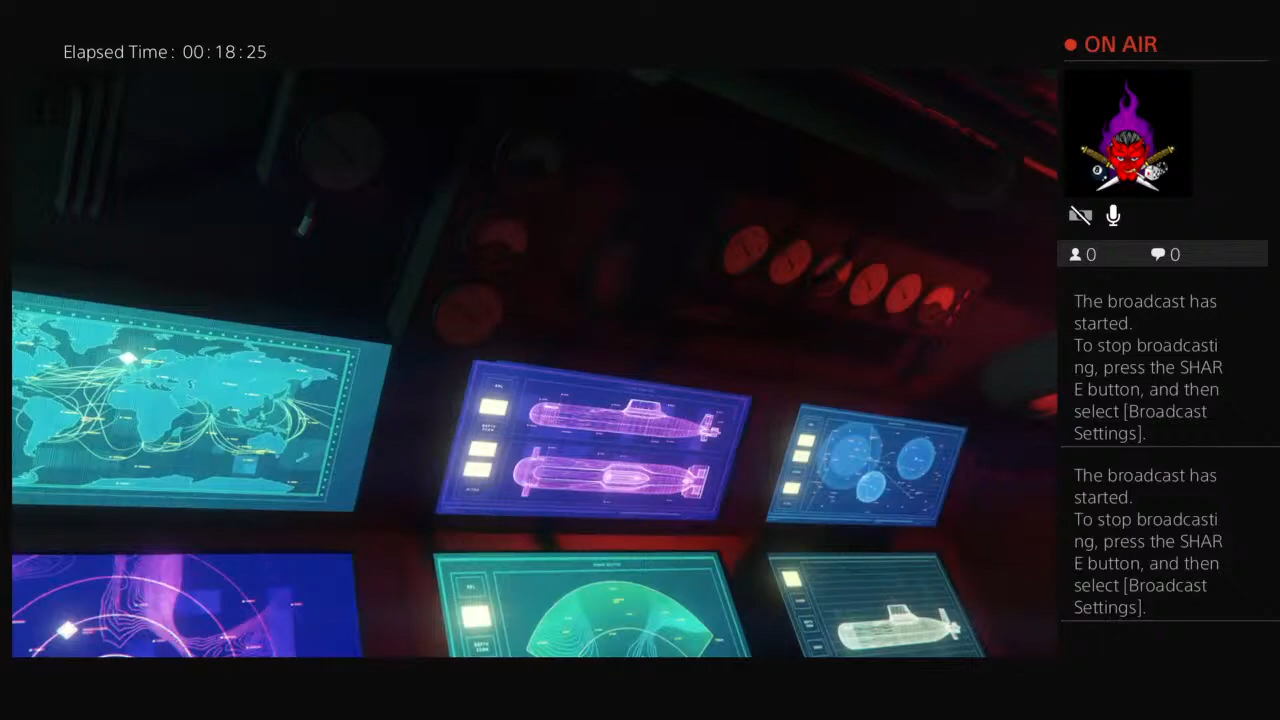 Elapsed Time: 00:18:25
ON AIR
0
0
The broadcast has
started.
To stop broadcasti
ng, press the SHAR
E button, and then
select [Broadcast
Settings].
The broadcast has
started.
To stop broadcasti
ng, press the SHAR
E button, and then
select [Broadcast
Settings].